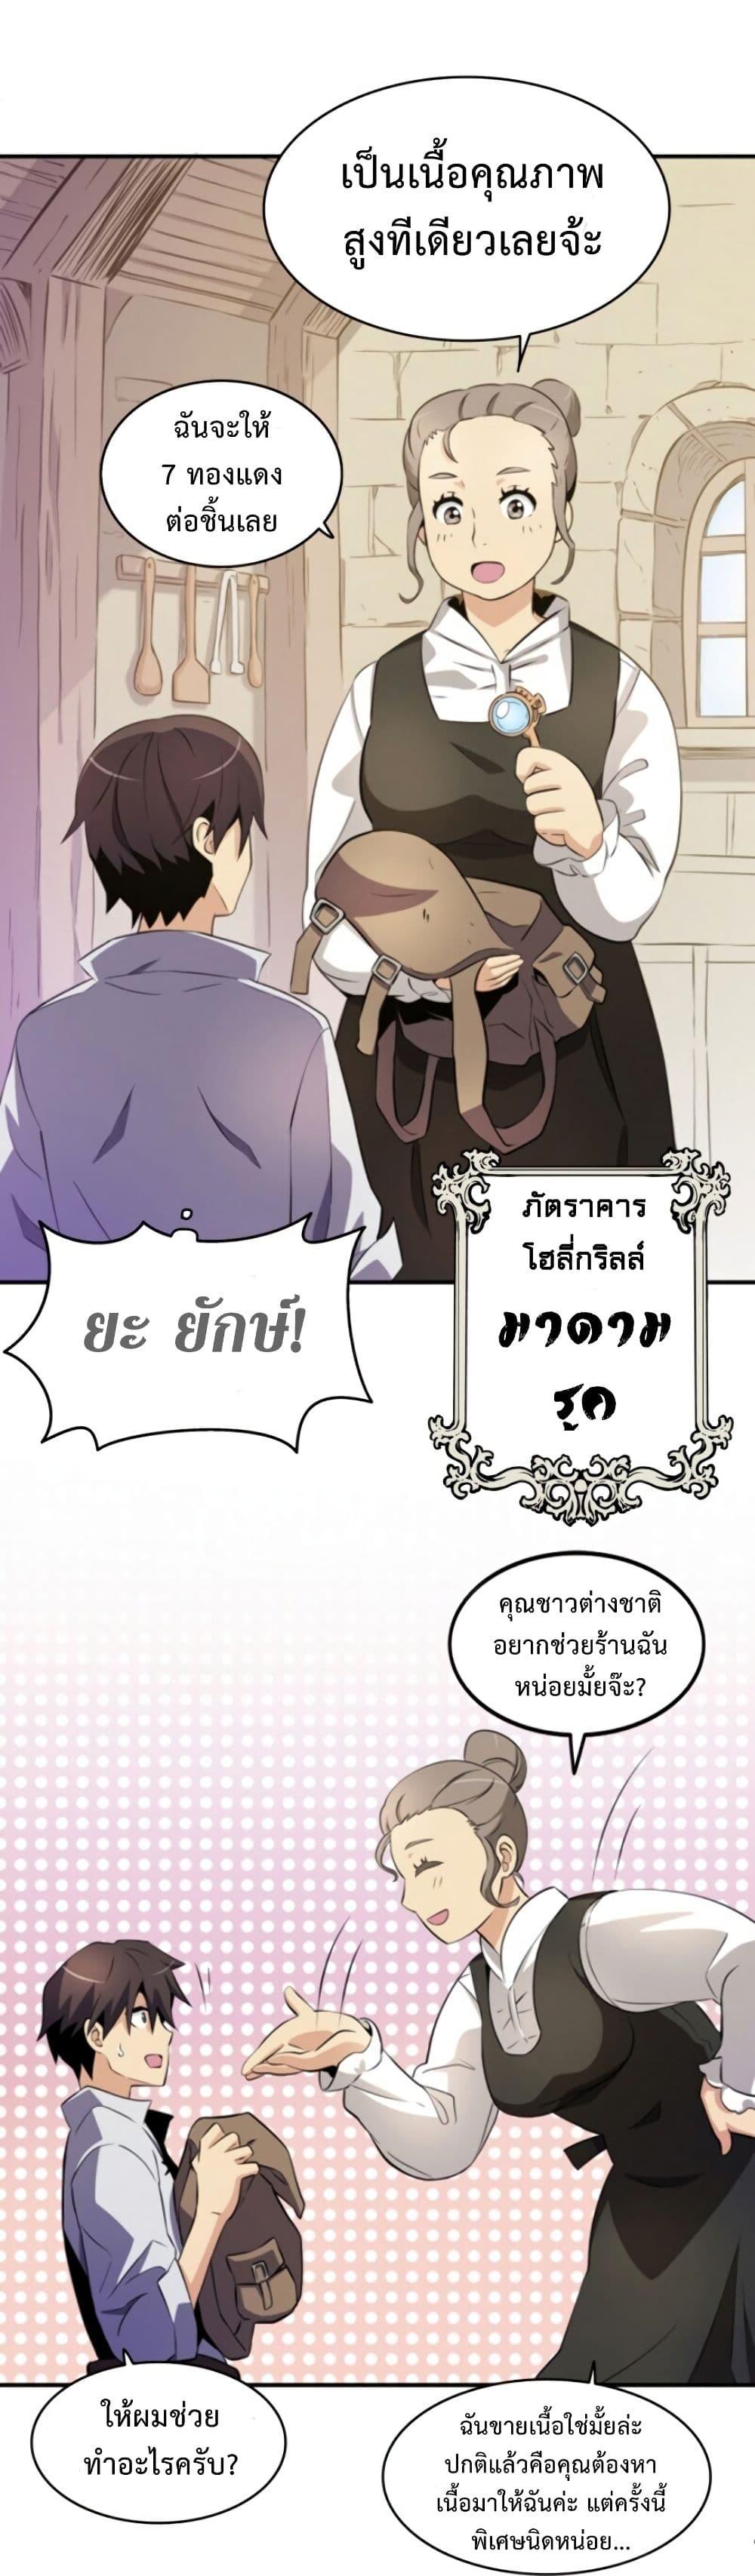 เป็นเนื้อคุณภาพ
สูงทีเดียวเลยจ้ะ
ฉันจะให้
7 ทองแดง
ต่อชิ้นเลย
ภัตราคาร
โฮลี่กริลล์
มาดาม
รูค
ยะ ยักษ์!
คุณชาวต่างชาติ
อยากช่วยร้านฉัน
หน่อยมั้ยจ๊ะ?
ให้ผมช่วย
ทำอะไรครับ?
ฉันขายเนื้อใช่มั้ยล่ะ
ปกติแล้วคือคุณต้องหา
เนื้อมาให้ฉันค่ะ แต่ครั้งนี้
พิเศษนิดหน่อย...